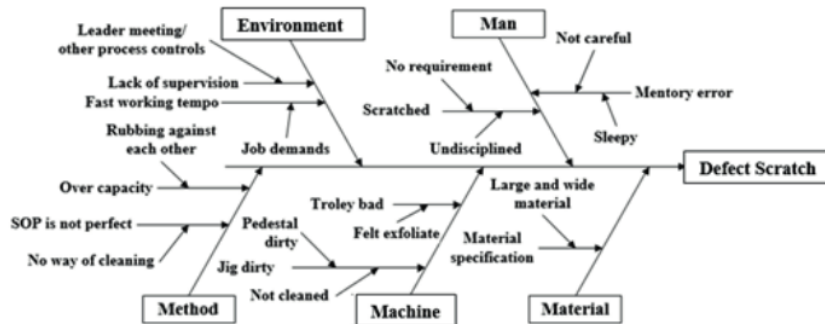 Environment
Man
Leader meeting/
other process controls
Not careful
No requirement
Lack of supervision
Mentory error
Fast working tempo
Scratched
Rubbing against
each other
Job demands
Undisciplined
Sleepy
Defect Scratch
Over capacity
Large and wide
material
Troley bad
SOP is not perfect
Pedestal
dirty
Felt exfoliate
Material
specification
No way of cleaning
Jig dirty
Not cleaned
Method
Machine
Material